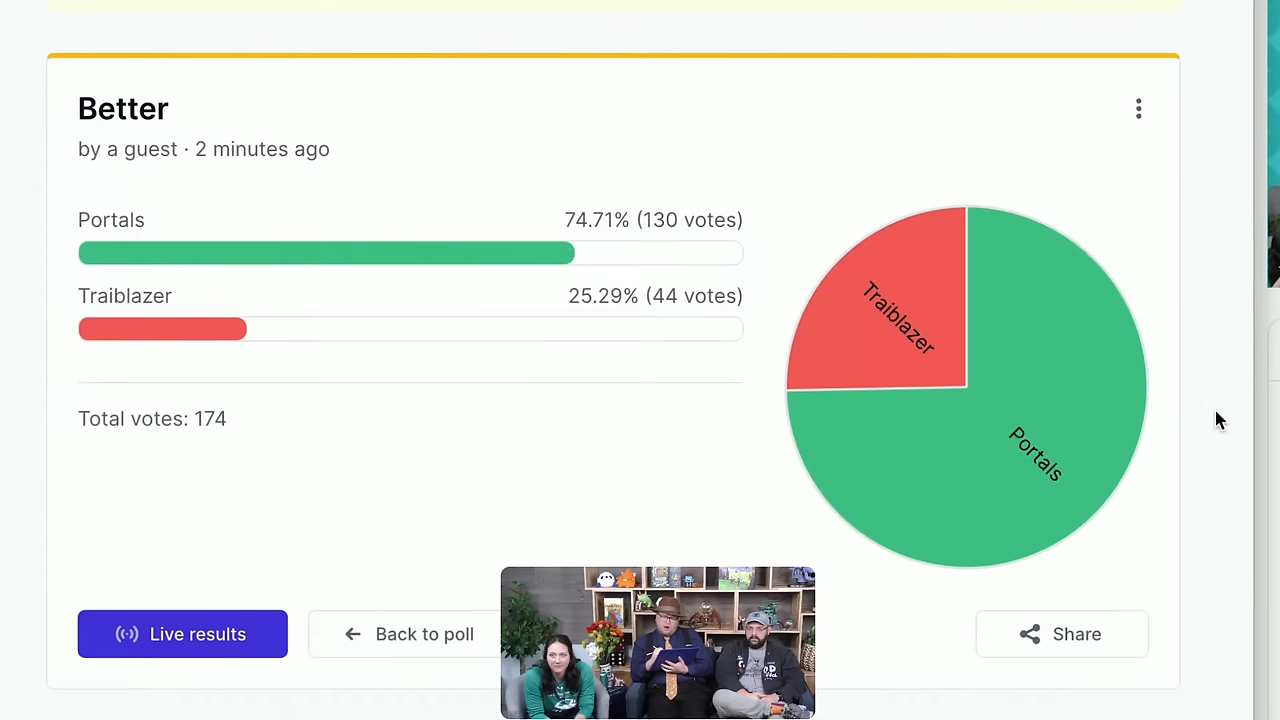 Better
by a guest · 2 minutes ago
Portals 74.71% (130 votes)
Traiblazer 25.29% (44 votes)
Total votes: 174
Traiblazer
Portals
Live results
Back to poll
Share